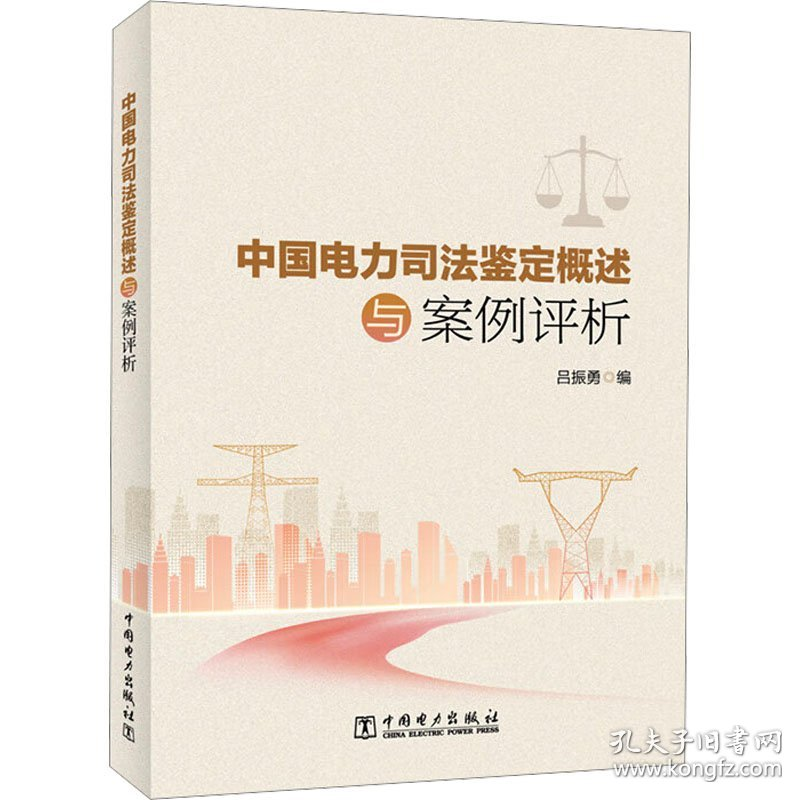 中国电力司法鉴定概述
与案例评析
中国电力出版社
中国电力司法鉴定概述
与案例评析
吕振勇 编
中国电力出版社
CHINA ELECTRIC POWER PRESS
孔夫子旧书网
www.kongfz.com